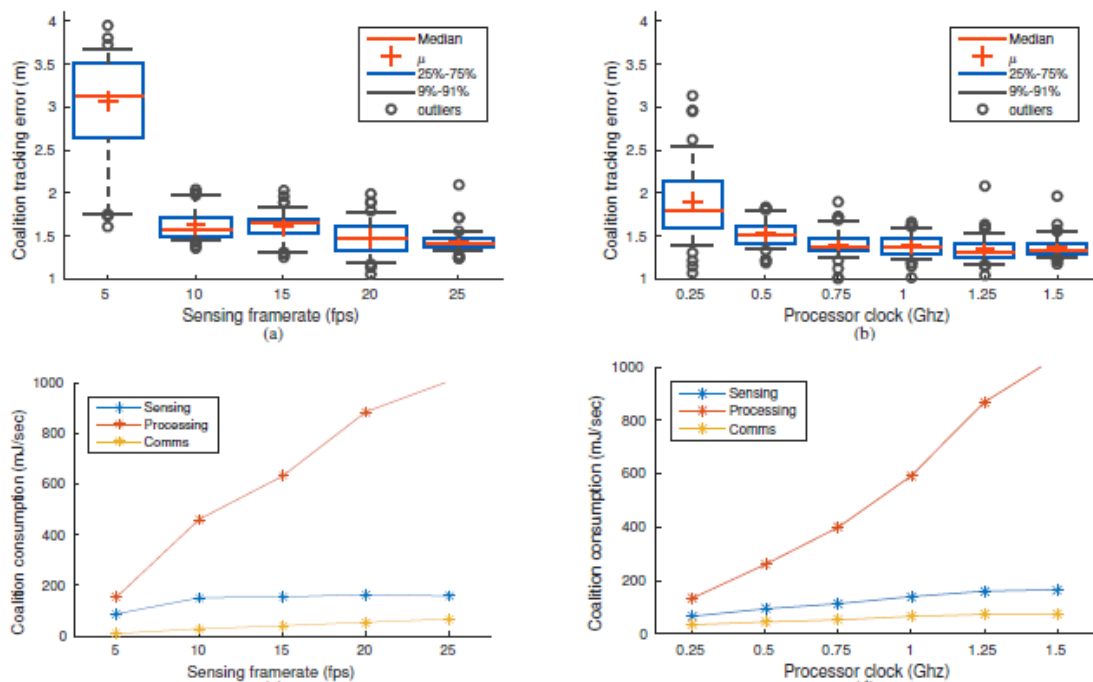 Coalition tracking error (m)
4
3.5
3
2.5
2
1.5
1
Median
μ
25%-75%
9%-91%
outliers
5 10 15 20 25
Sensing framerate (fps)
(a)
Coalition tracking error (m)
4
3.5
3
2.5
2
1.5
1
Median
μ
25%-75%
9%-91%
outliers
0.25 0.5 0.75 1 1.25 1.5
Processor clock (Ghz)
(b)
Coalition consumption (mJ/sec)
1000
800
600
400
200
0
Sensing
Processing
Comms
5 10 15 20 25
Sensing framerate (fps)
Coalition consumption (mJ/sec)
1000
800
600
400
200
0
Sensing
Processing
Comms
0.25 0.5 0.75 1 1.25 1.5
Processor clock (Ghz)